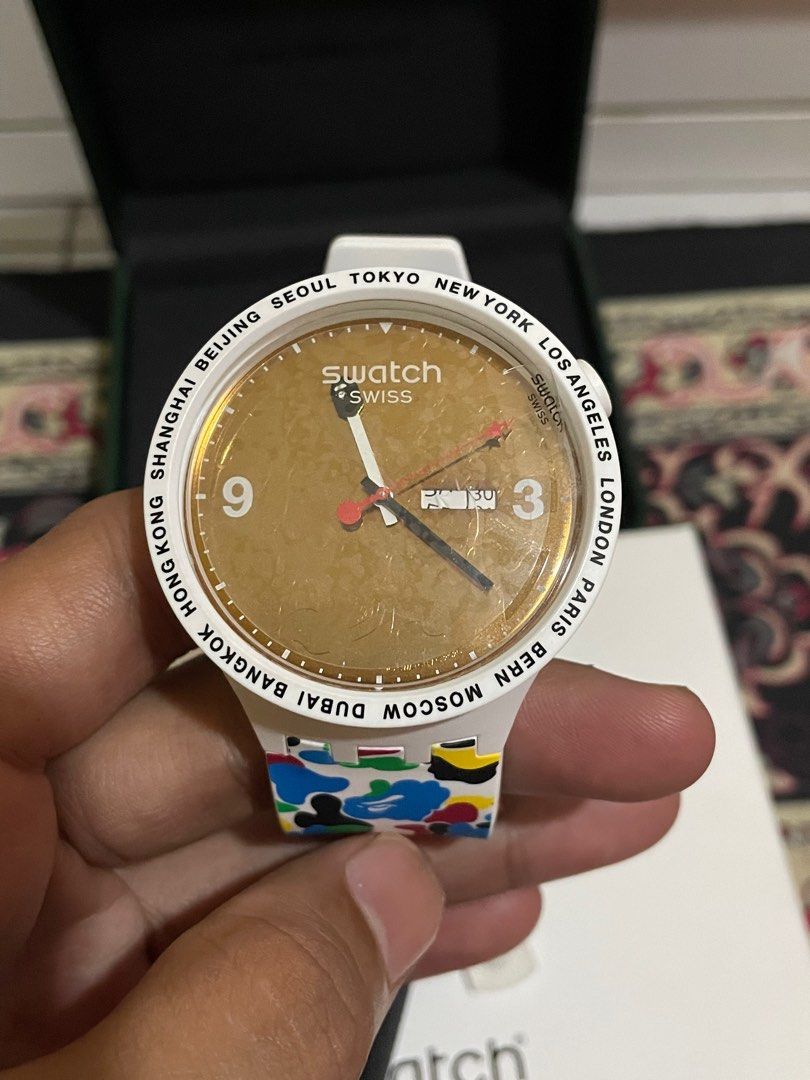 TOKYO NEW YORK LOS ANGELES LONDON PARIS BERN MOSCOW DUBAI BANGKOK HONG KONG SHANGHAI BEIJING SEOUL
swatch
SWISS
swatch
SWISS
9
30
3
atch